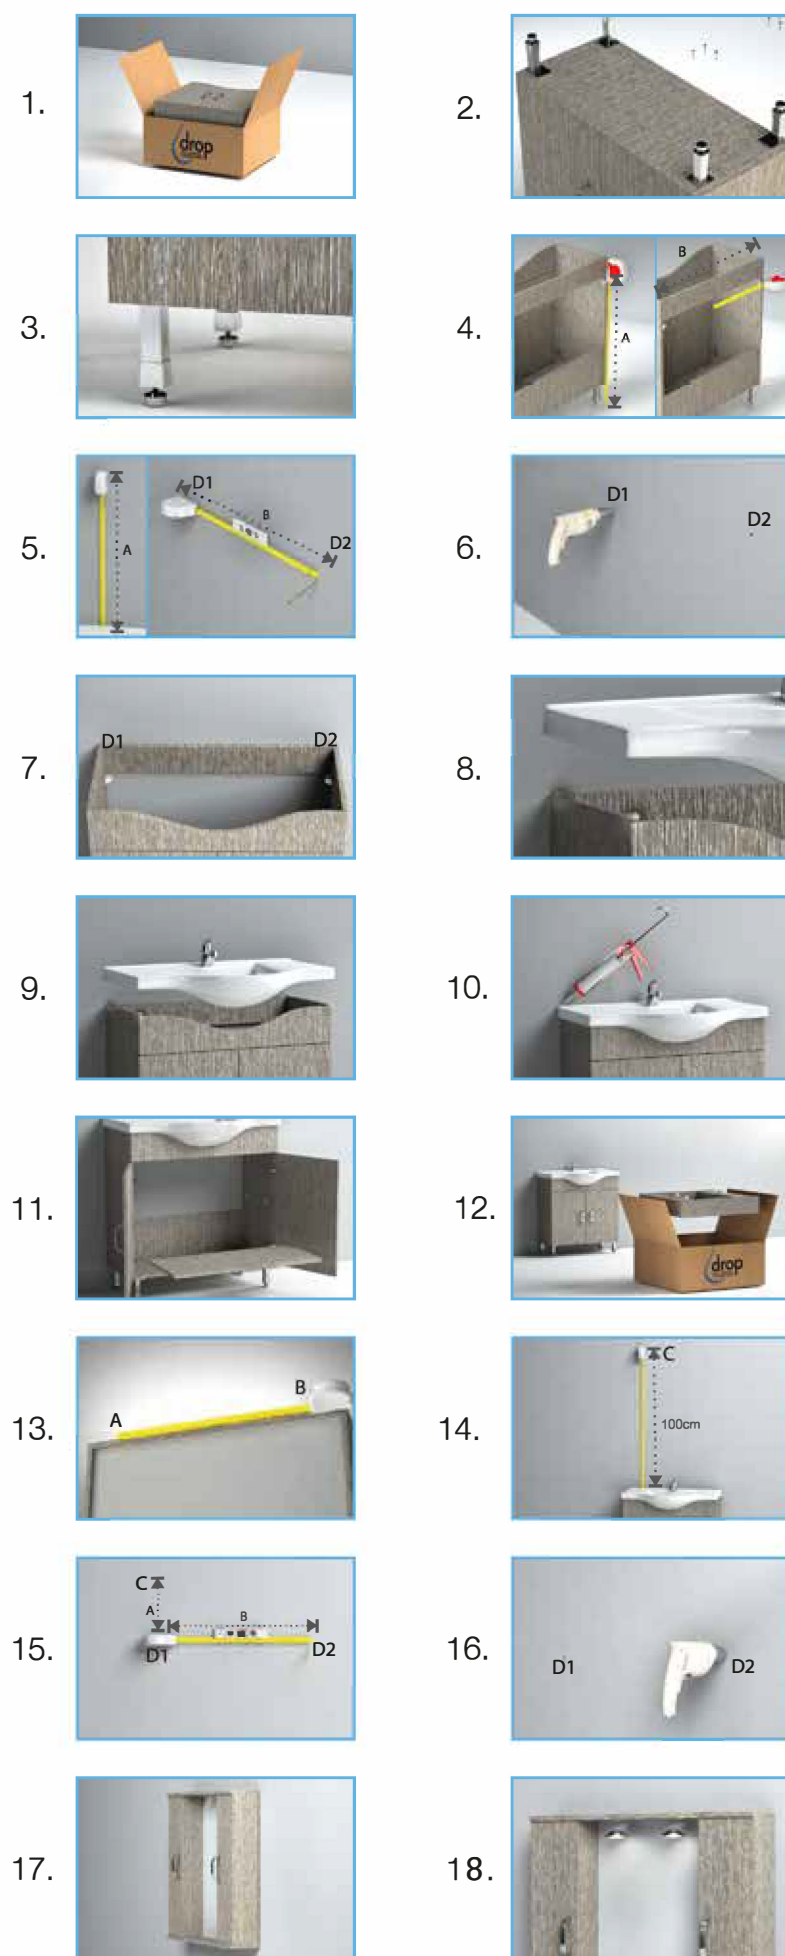 1.
drop
2.
3.
4.
A
B
5.
A
D1
B
D2
6.
D1
D2
7.
D1
D2
8.
9.
10.
11.
12.
drop
13.
A
B
14.
C
100cm
15.
C
A
B
D1
D2
16.
D1
D2
17.
18.